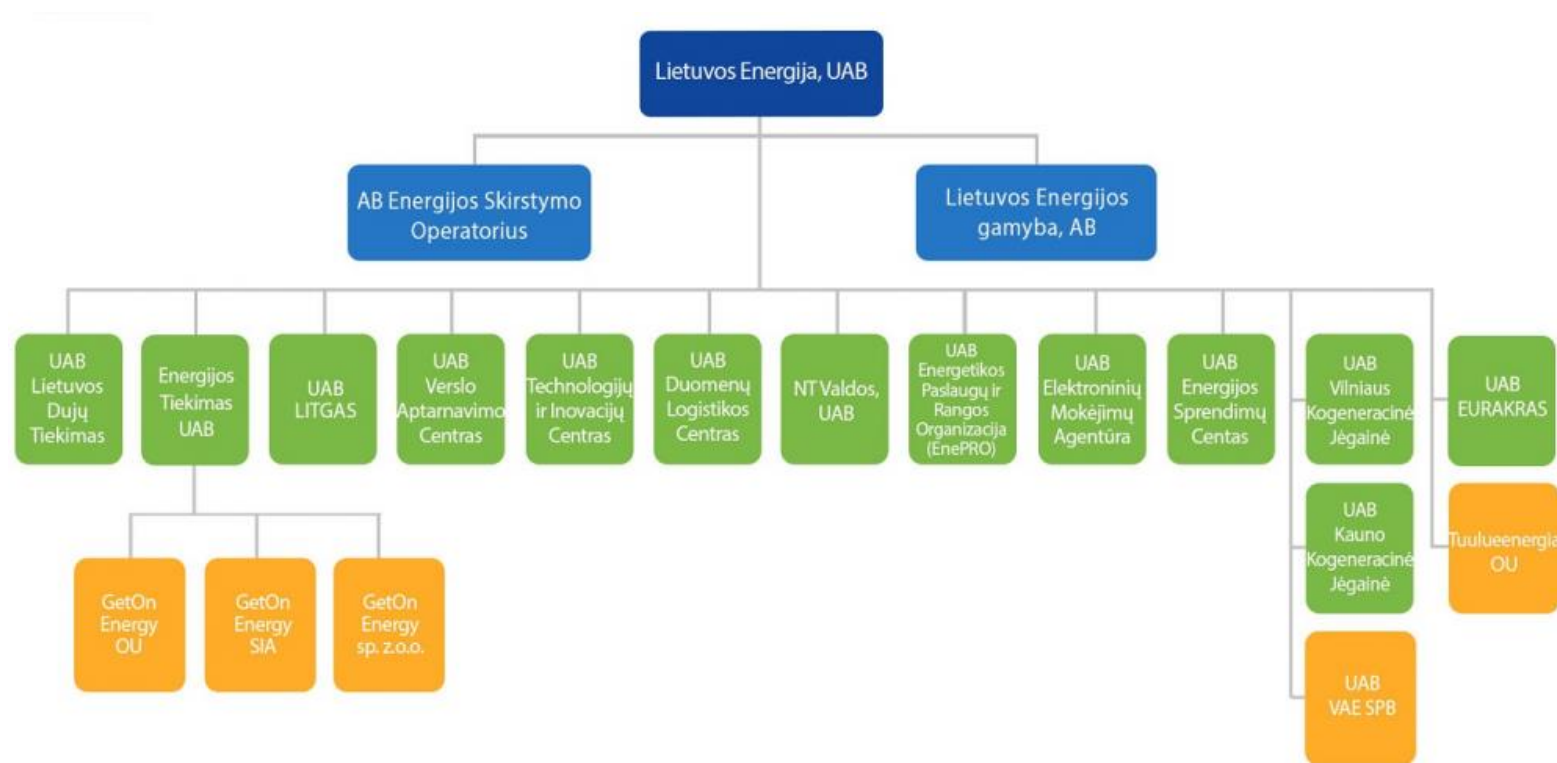 Lietuvos Energija, UAB
AB Energijos Skirstymo
Operatorius
Lietuvos Energijos
gamyba, AB
UAB
Lietuvos
Dujų
Tiekimas
Energijos
Tiekimas
UAB
UAB
LITGAS
UAB
Verslo
Aptarnavimo
Centras
UAB
Technologijų
ir Inovacijų
Centras
UAB
Duomenų
Logistikos
Centras
NT Valdos,
UAB
UAB
Energetikos
Paslaugų ir
Rangos
Organizacija
(EnePRO)
UAB
Elektroninių
Mokėjimų
Agentūra
UAB
Energijos
Sprendimų
Centas
UAB
Vilniaus
Kogeneracinė
Jėgainė
UAB
EURAKRAS
UAB
Kauno
Kogeneracinė
Jėgainė
Tuulueenergia
OU
GetOn
Energy
OU
GetOn
Energy
SIA
GetOn
Energy
sp. z.o.o.
UAB
VAE SPB